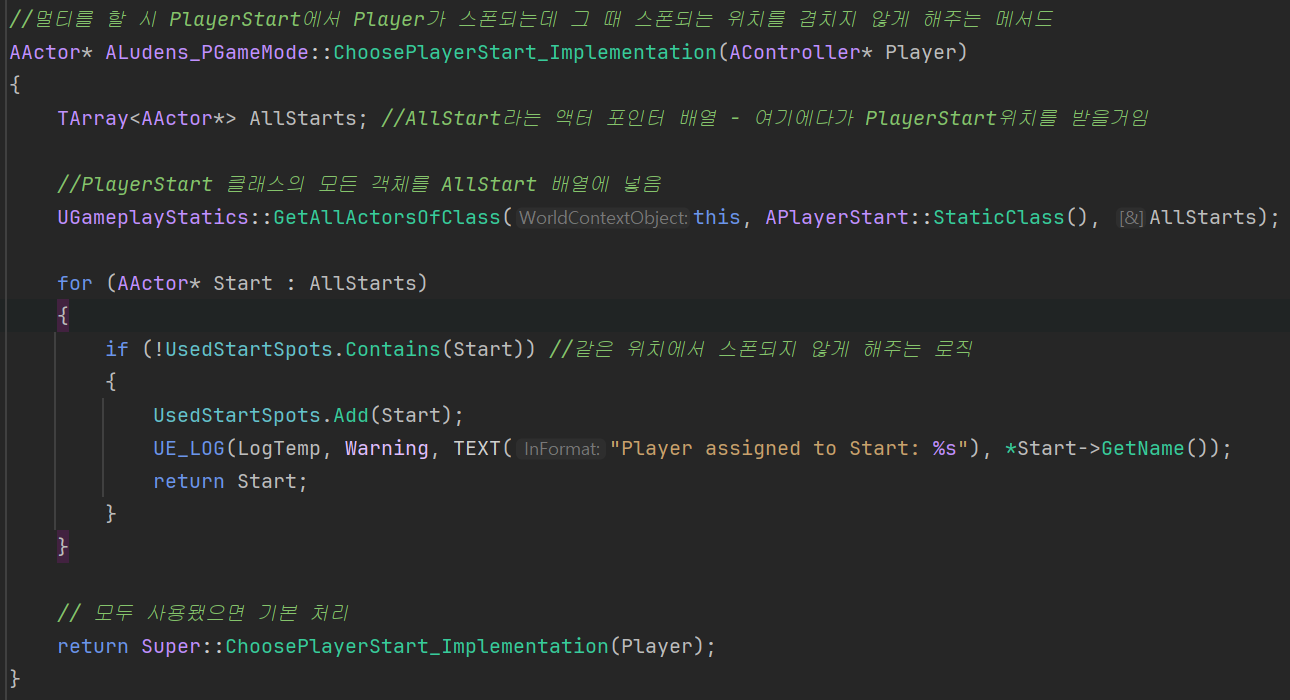 //멀티를 할 시 PlayerStart에서 Player가 스폰되는데 그 때 스폰되는 위치를 겹치지 않게 해주는 메서드
AActor* ALudens_PGameMode::ChoosePlayerStart_Implementation(AController* Player)
{
    TArray<AActor*> AllStarts; //AllStart라는 액터 포인터 배열 - 여기에다가 PlayerStart위치를 받을거임
    //PlayerStart 클래스의 모든 객체를 AllStart 배열에 넣음
    UGameplayStatics::GetAllActorsOfClass( WorldContextObject: this, APlayerStart::StaticClass(), [&] AllStarts);
    for (AActor* Start : AllStarts)
    {
        if (!UsedStartSpots.Contains(Start)) //같은 위치에서 스폰되지 않게 해주는 로직
        {
            UsedStartSpots.Add(Start);
            UE_LOG(LogTemp, Warning, TEXT( InFormat: "Player assigned to Start: %s"), *Start->GetName());
            return Start;
        }
    }
    // 모두 사용됐으면 기본 처리
    return Super::ChoosePlayerStart_Implementation(Player);
}